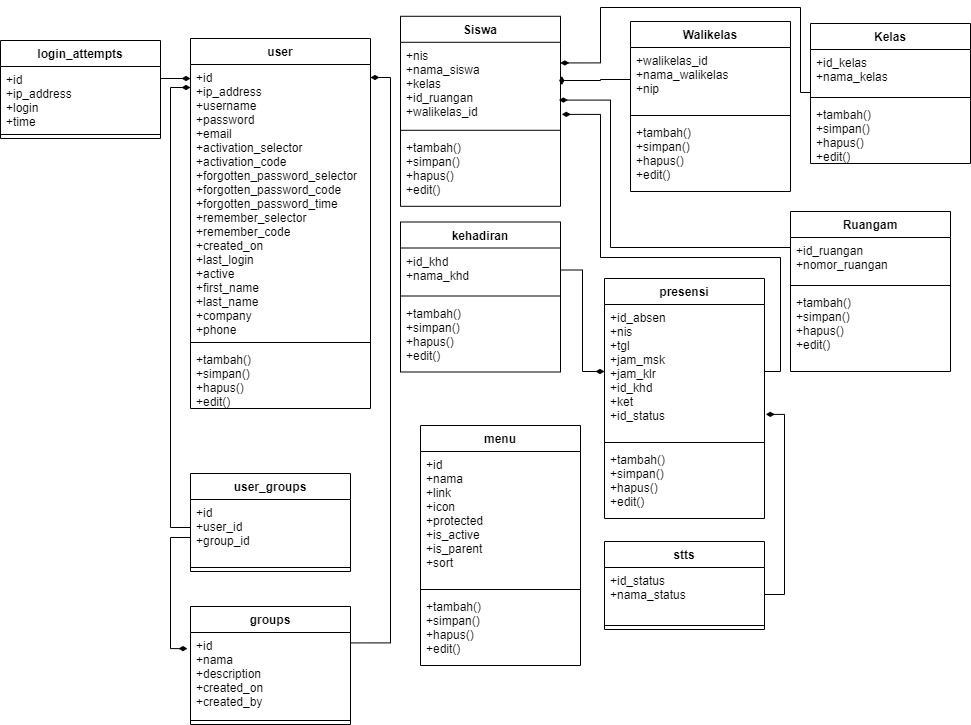 login_attempts
+id
+ip_address
+login
+time
user
+id
+ip_address
+username
+password
+email
+activation_selector
+activation_code
+forgotten_password_selector
+forgotten_password_code
+forgotten_password_time
+remember_selector
+remember_code
+created_on
+last_login
+active
+first_name
+last_name
+company
+phone
+tambah()
+simpan()
+hapus()
+edit()
user_groups
+id
+user_id
+group_id
groups
+id
+nama
+description
+created_on
+created_by
Siswa
+nis
+nama_siswa
+kelas
+id_ruangan
+walikelas_id
+tambah()
+simpan()
+hapus()
+edit()
kehadiran
+id_khd
+nama_khd
+tambah()
+simpan()
+hapus()
+edit()
menu
+id
+nama
+link
+icon
+protected
+is_active
+is_parent
+sort
+tambah()
+simpan()
+hapus()
+edit()
Walikelas
+walikelas_id
+nama_walikelas
+nip
+tambah()
+simpan()
+hapus()
+edit()
Kelas
+id_kelas
+nama_kelas
+tambah()
+simpan()
+hapus()
+edit()
Ruangam
+id_ruangan
+nomor_ruangan
+tambah()
+simpan()
+hapus()
+edit()
presensi
+id_absen
+nis
+tgl
+jam_msk
+jam_klr
+id_khd
+ket
+id_status
+tambah()
+simpan()
+hapus()
+edit()
stts
+id_status
+nama_status